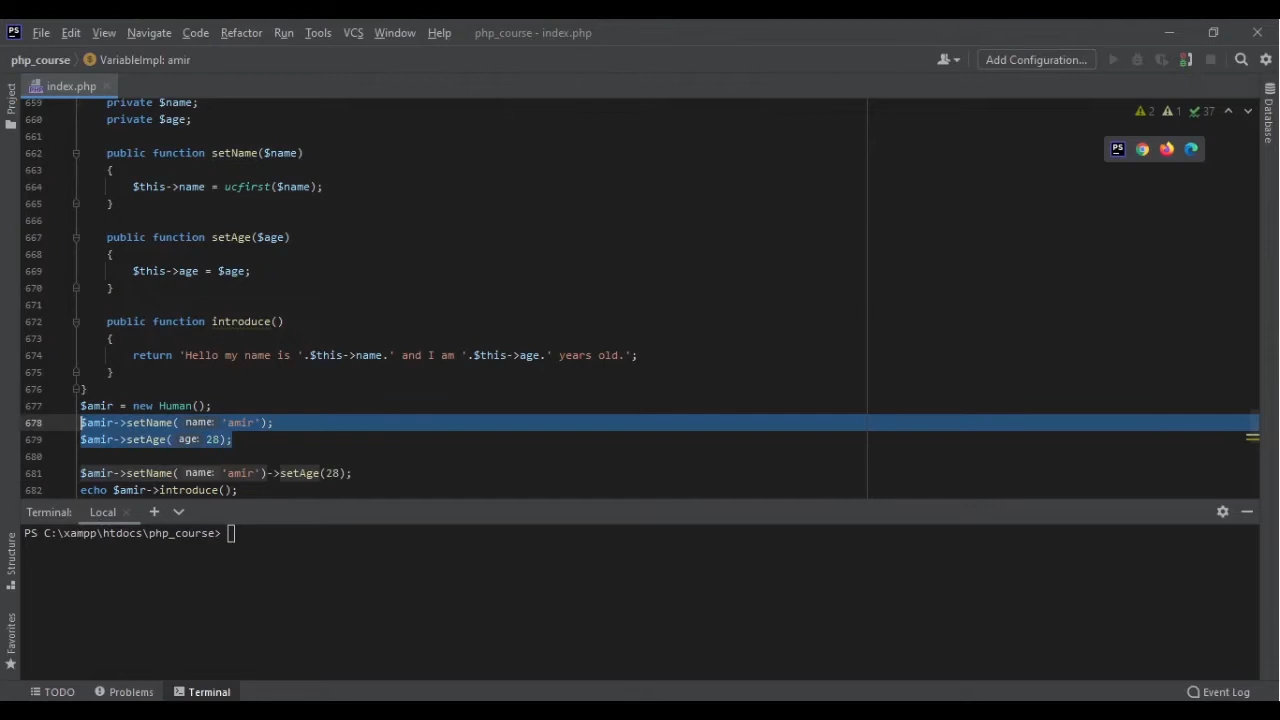 PS File Edit View Navigate Code Refactor Run Tools VCS Window Help php_course - index.php
php_course VariableImpl: amir Add Configuration...
Project index.php Database
659 private $name;
660 private $age;
2 1 37
661
662 public function setName($name)
PS
663 {
664 $this->name = ucfirst($name);
665 }
666
667 public function setAge($age)
668 {
669 $this->age = $age;
670 }
671
672 public function introduce()
673 {
674 return 'Hello my name is '.$this->name.' and I am '.$this->age.' years old.';
675 }
676 }
677 $amir = new Human();
678 $amir->setName( name: 'amir');
679 $amir->setAge( age: 28);
680
681 $amir->setName( name: 'amir')->setAge(28);
682 echo $amir->introduce();
Terminal: Local
PS C:\xampp\htdocs\php_course>
Structure
Favorites
TODO Problems Terminal Event Log